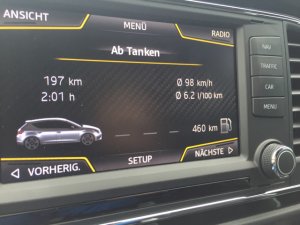 ANSICHT MENÜ RADIO
Ab Tanken
197 km Ø 98 km/h
2:01 h Ø 6.2 l/100 km
460 km
VORHERIG. SETUP NÄCHSTE
NAV
TRAFFIC
CAR
MENU